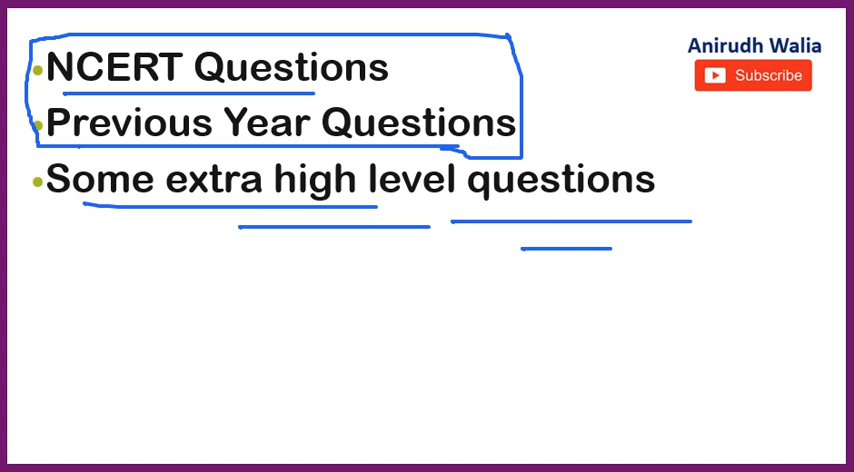 Anirudh Walia
Subscribe
•NCERT Questions
•Previous Year Questions
•Some extra high level questions